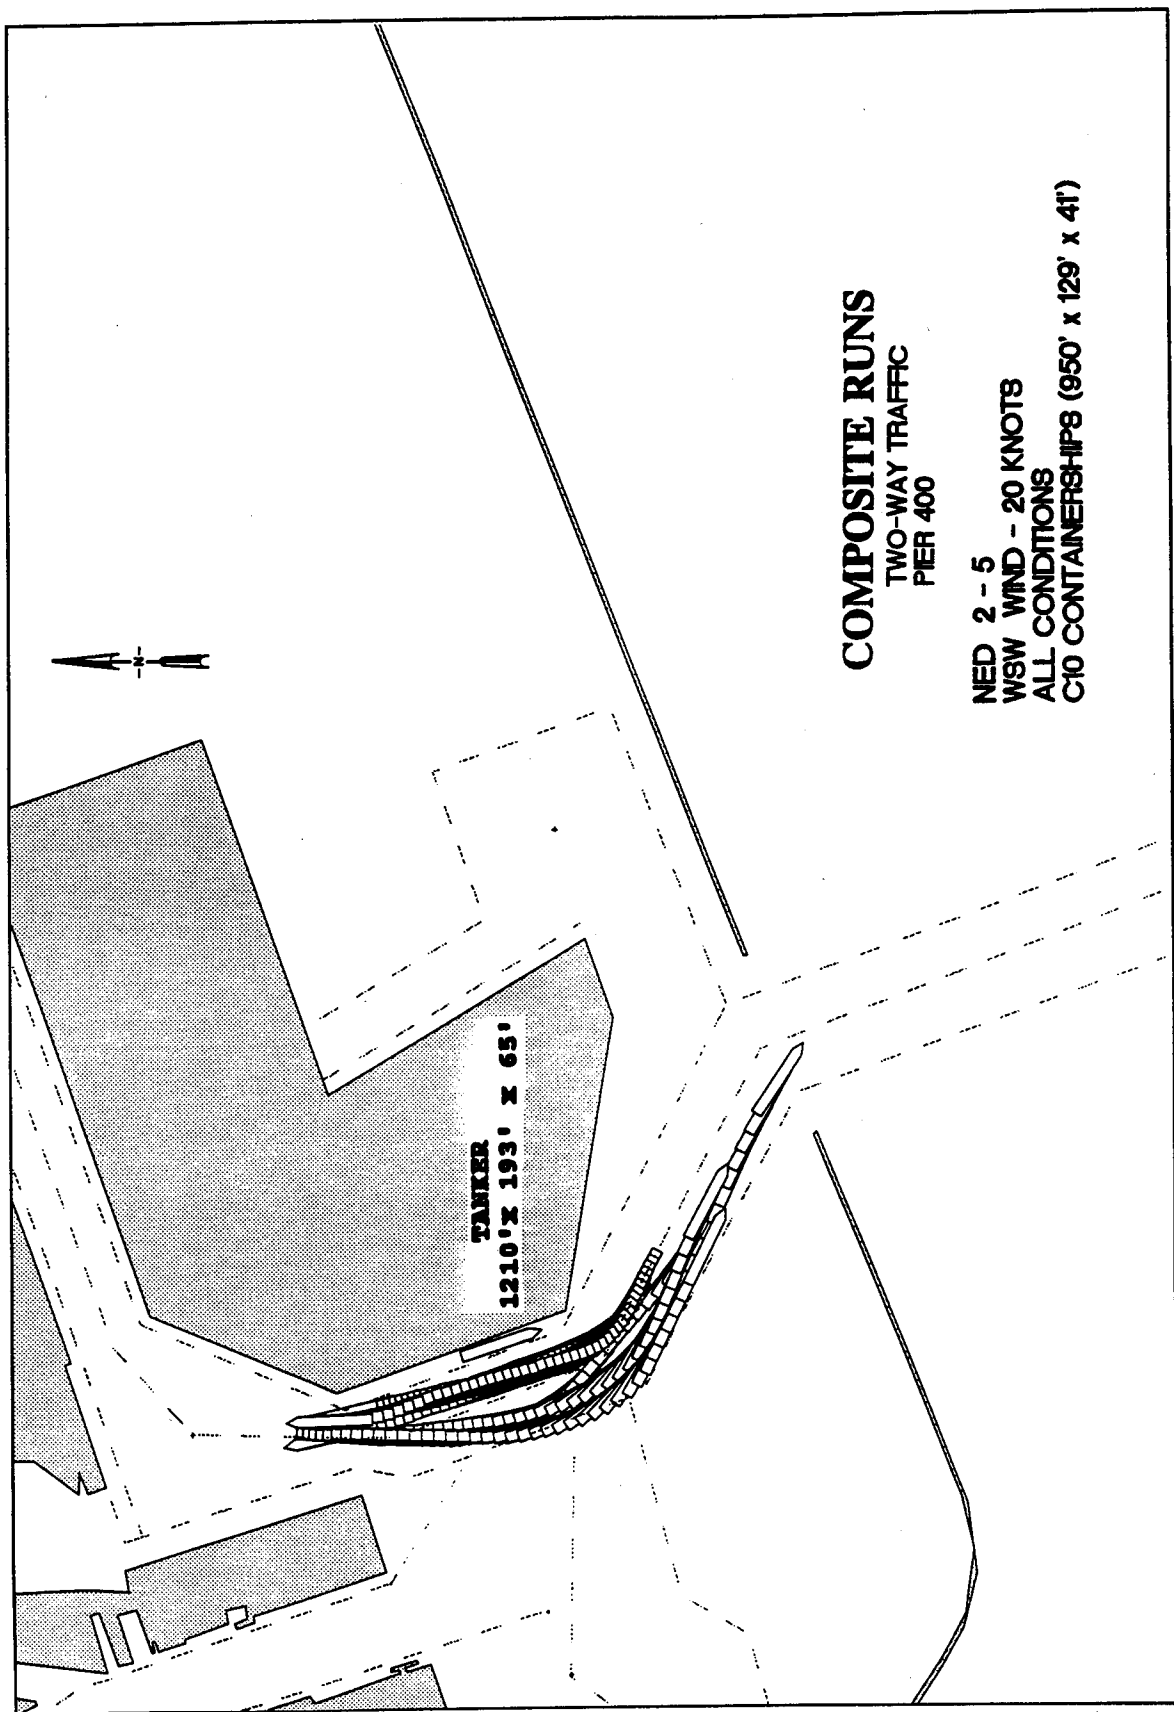 -N-
TANKER
1210'X 193' X 65'
COMPOSITE RUNS
TWO-WAY TRAFFIC
PIER 400
NED 2 - 5
WSW WIND - 20 KNOTS
ALL CONDITIONS
C10 CONTAINERSHIPS (950' x 129' x 41')